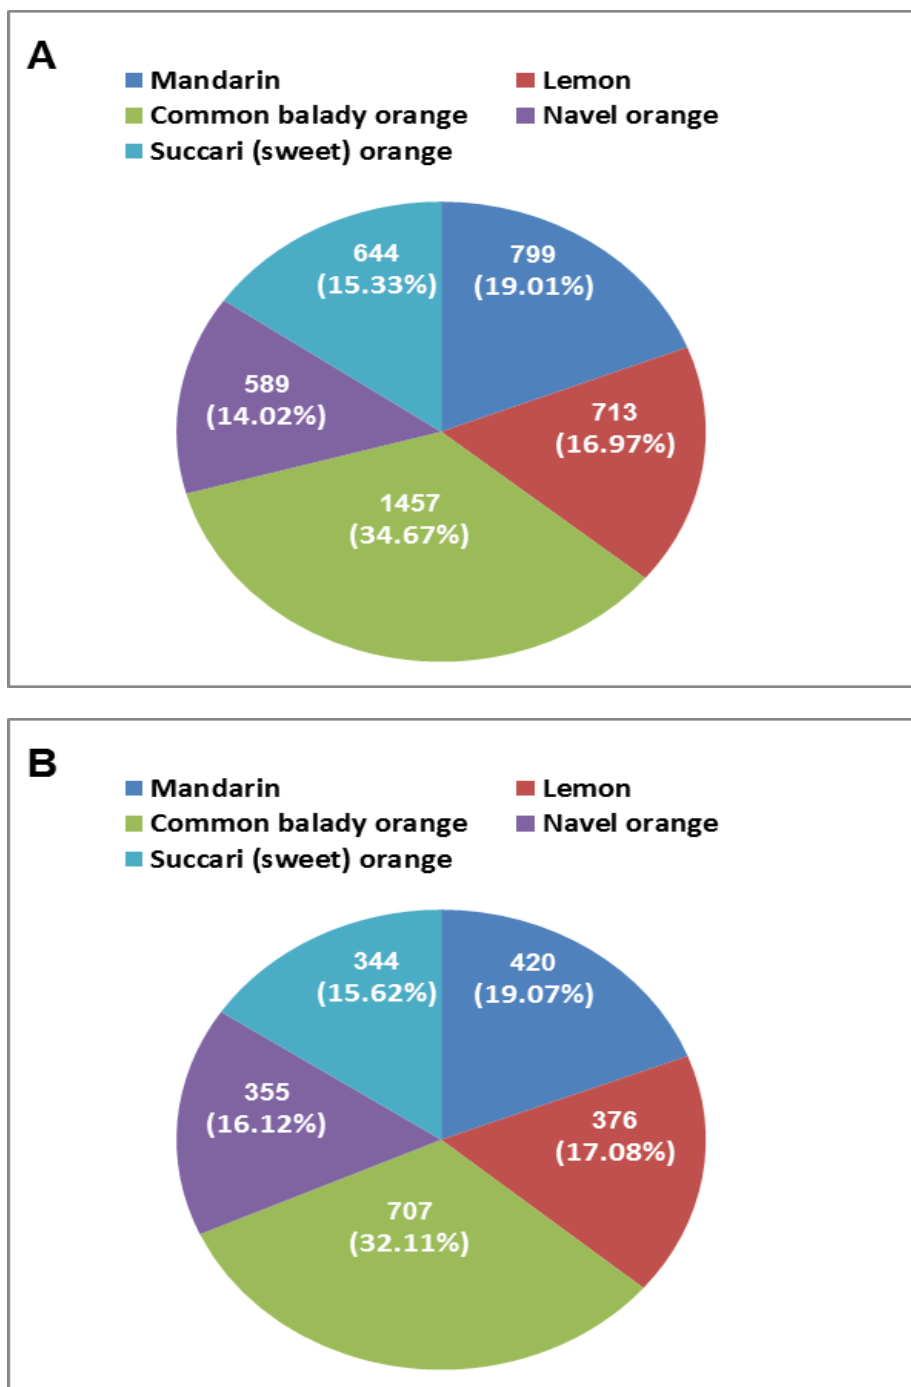 A
Mandarin
Lemon
Common balady orange
Navel orange
Succari (sweet) orange
644
(15.33%)
799
(19.01%)
589
(14.02%)
713
(16.97%)
1457
(34.67%)
B
Mandarin
Lemon
Common balady orange
Navel orange
Succari (sweet) orange
344
(15.62%)
420
(19.07%)
355
(16.12%)
376
(17.08%)
707
(32.11%)